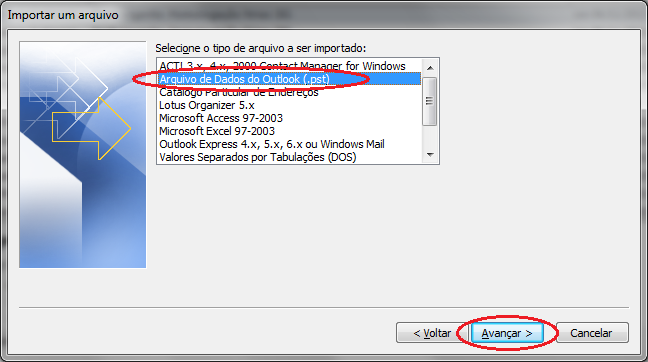 Importar um arquivo
Selecione o tipo de arquivo a ser importado:
ACT! 3.x, 4.x, 2000 Contact Manager for Windows
Arquivo de Dados do Outlook (.pst)
Catálogo Particular de Endereços
Lotus Organizer 5.x
Microsoft Access 97-2003
Microsoft Excel 97-2003
Outlook Express 4.x, 5.x, 6.x ou Windows Mail
Valores Separados por Tabulações (DOS)
< Voltar Avançar > Cancelar